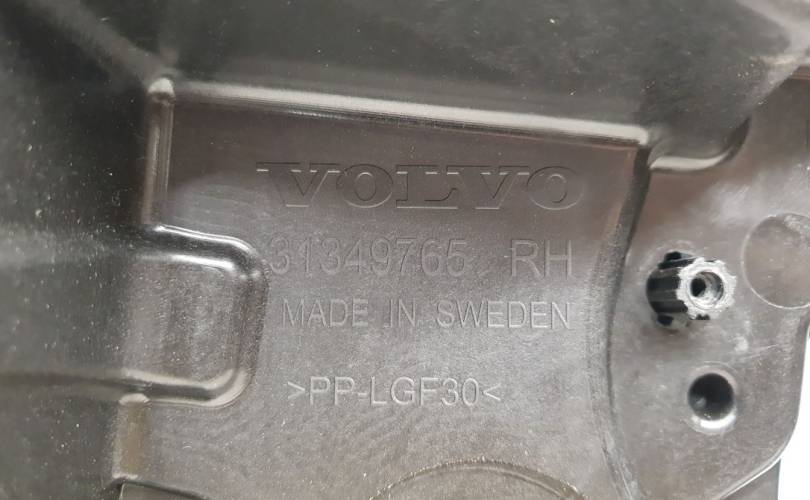 VOLVO
31349765 RH
MADE IN SWEDEN
>PP-LGF30<